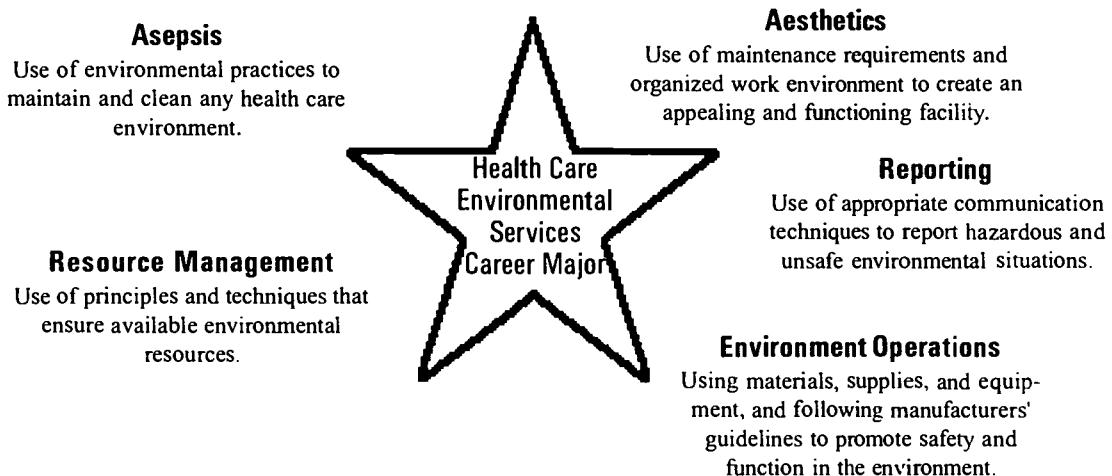 Asepsis
Use of environmental practices to
maintain and clean any health care
environment.
Aesthetics
Use of maintenance requirements and
organized work environment to create an
appealing and functioning facility.
Health Care
Environmental
Services
Career Major
Reporting
Use of appropriate communication
techniques to report hazardous and
unsafe environmental situations.
Resource Management
Use of principles and techniques that
ensure available environmental
resources.
Environment Operations
Using materials, supplies, and equip-
ment, and following manufacturers'
guidelines to promote safety and
function in the environment.